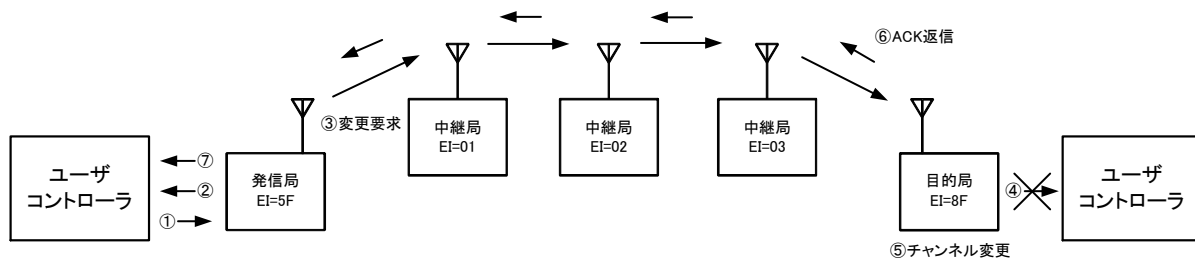 ⑥ACK返信
③変更要求
中継局
EI=01
中継局
EI=02
中継局
EI=03
ユーザ
コントローラ
⑦
②
①
発信局
EI=5F
目的局
EI=8F
④
ユーザ
コントローラ
⑤チャンネル変更